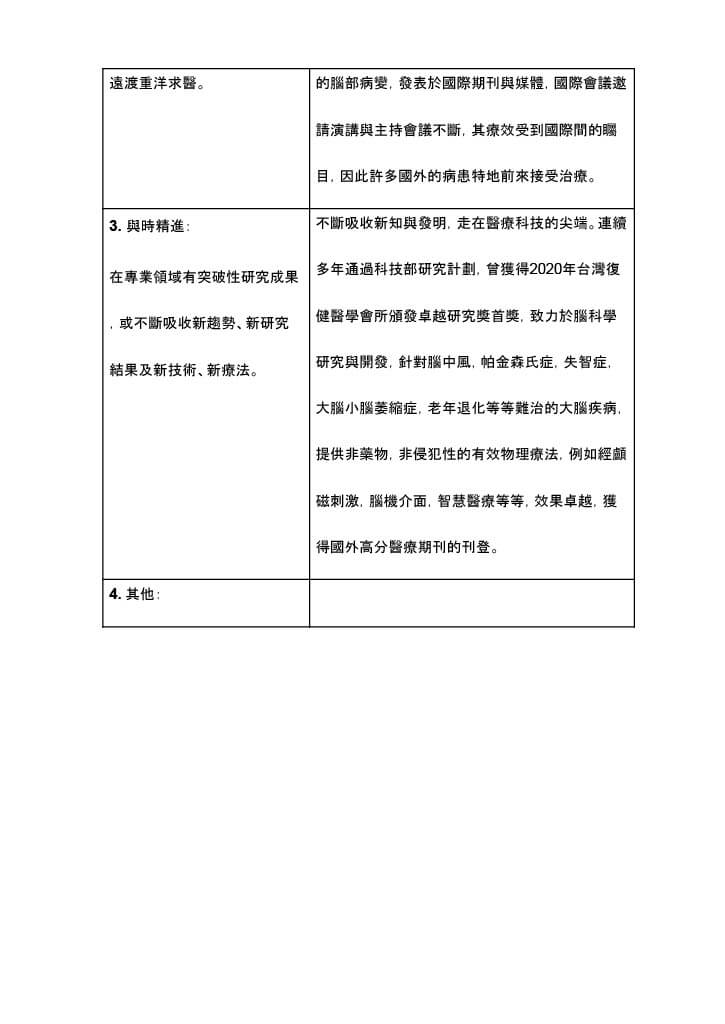 遠渡重洋求醫。
的腦部病變, 發表於國際期刊與媒體, 國際會議邀
請演講與主持會議不斷, 其療效受到國際間的矚
目, 因此許多國外的病患特地前來接受治療。
3. 與時精進:
在專業領域有突破性研究成果
, 或不斷吸收新趨勢、新研究
結果及新技術、新療法。
不斷吸收新知與發明, 走在醫療科技的尖端。連續
多年通過科技部研究計劃, 曾獲得2020年台灣復
健醫學會所頒發卓越研究獎首獎, 致力於腦科學
研究與開發, 針對腦中風, 帕金森氏症, 失智症,
大腦小腦萎縮症, 老年退化等等難治的大腦疾病,
提供非藥物, 非侵犯性的有效物理療法, 例如經顱
磁刺激, 腦機介面, 智慧醫療等等, 效果卓越, 獲
得國外高分醫療期刊的刊登。
4. 其他: